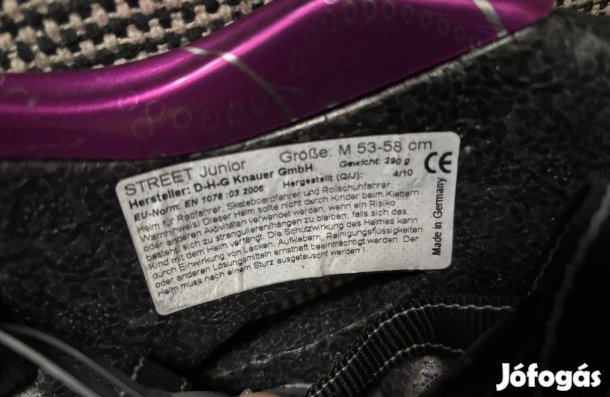 STREET Junior Größe: M 53-58 cm
Hersteller: D-H-G Knauer GmbH Gewicht: 290 g
EU-Norm: EN 1078 :03 2006 Hergestellt (Q/J): 4/10
Helm für Radfahrer, Skateboardfahrer und Rollschuhfahrer
Warnhinweis! Dieser Helm sollte nicht durch Kinder beim Klettern
oder anderen Aktivitäten verwendet werden, wenn ein Risiko
besteht sich zu strangulieren/hängen zu bleiben, falls sich das
Kind mit dem Helm verfängt. Die Schutzwirkung des Helmes kann
durch Einwirkung von Lacken, Aufklebern, Reinigungsflüssigkeiten
oder anderen Lösungsmitteln ernsthaft beeinträchtigt werden. Der
Helm muss nach einem Sturz ausgetauscht werden !
CE
Made in Germany
Jófogás